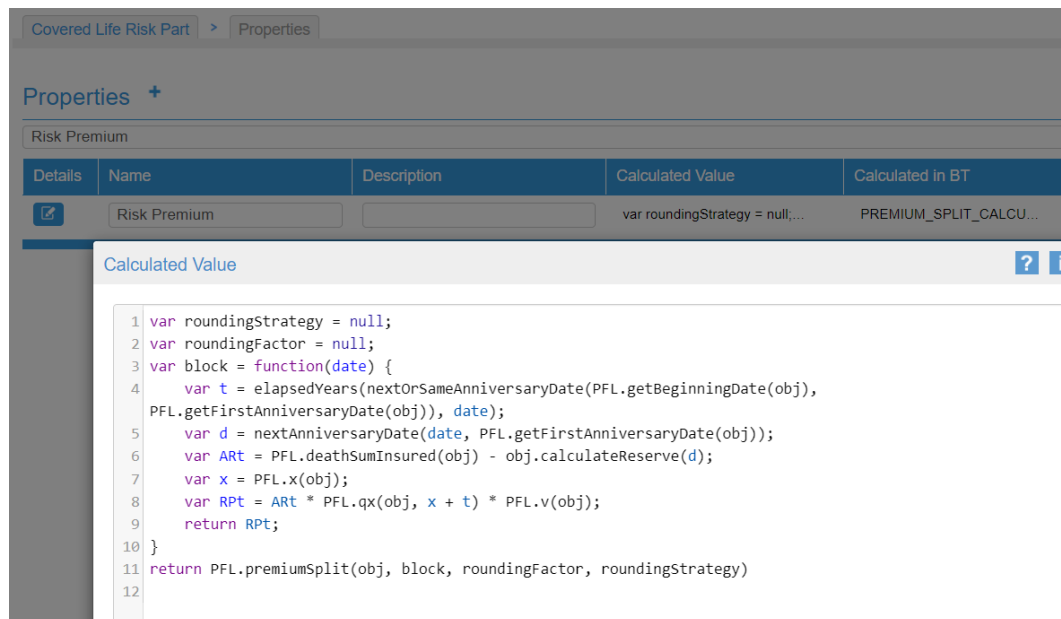 Covered Life Risk Part > Properties
Properties +
Risk Premium
Details Name Description Calculated Value Calculated in BT
Risk Premium var roundingStrategy = null;... PREMIUM_SPLIT_CALCU...
Calculated Value ?
1 var roundingStrategy = null;
2 var roundingFactor = null;
3 var block = function(date) {
4 var t = elapsedYears(nextOrSameAnniversaryDate(PFL.getBeginningDate(obj),
PFL.getFirstAnniversaryDate(obj)), date);
5 var d = nextAnniversaryDate(date, PFL.getFirstAnniversaryDate(obj));
6 var ARt = PFL.deathSumInsured(obj) - obj.calculateReserve(d);
7 var x = PFL.x(obj);
8 var RPt = ARt * PFL.qx(obj, x + t) * PFL.v(obj);
9 return RPt;
10 }
11 return PFL.premiumSplit(obj, block, roundingFactor, roundingStrategy)
12